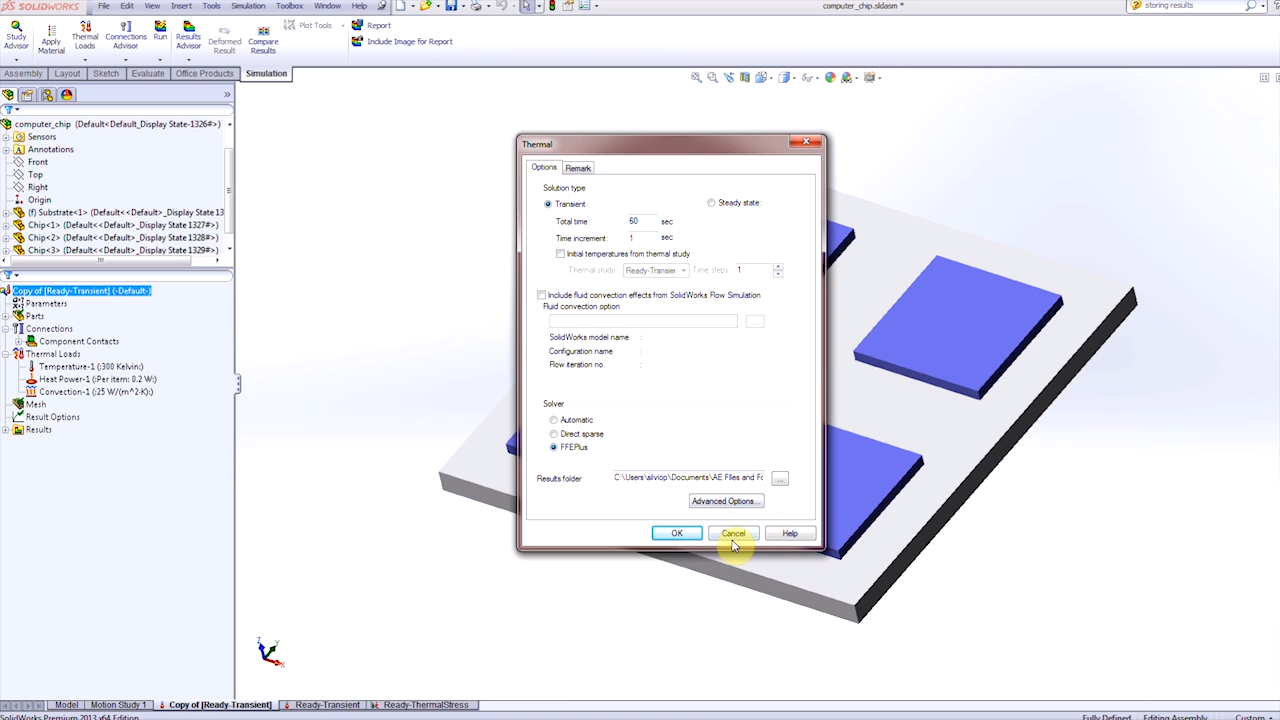 SOLIDWORKS File Edit View Insert Tools Simulation Toolbox Window Help computer_chip.sldasm * storing results
Study Advisor
Apply Material
Thermal Loads
Connections Advisor
Run
Results Advisor
Deformed Result
Compare Results
Plot Tools
Report
Include Image for Report
Assembly Layout Sketch Evaluate Office Products Simulation
computer_chip (Default<Default_Display State-1326#>)
Sensors
Annotations
Front
Top
Right
Origin
(f) Substrate<1> (Default<<Default>_Display State 13
Chip<1> (Default<<Default>_Display State 1327#>)
Chip<2> (Default<<Default>_Display State 1328#>)
Chip<3> (Default<<Default>_Display State 1329#>)
Copy of [Ready-Transient] (-Default-)
Parameters
Parts
Connections
Component Contacts
Thermal Loads
Temperature-1 (:300 Kelvin:)
Heat Power-1 (:Per item: 0.2 W:)
Convection-1 (:25 W/(m^2·K):)
Mesh
Result Options
Results
Thermal
Options Remark
Solution type
Transient: Steady state:
Total time: 60 sec
Time increment: 1 sec
Initial temperatures from thermal study
Thermal study Ready-Transier Time steps 1
Include fluid convection effects from SolidWorks Flow Simulation
Fluid convection option
...
SolidWorks model name :
Configuration name :
Flow iteration no. :
Solver
Automatic
Direct sparse
FFEPlus
Results folder C:\Users\silviop\Documents\AE FIles and Fo ...
Advanced Options...
OK Cancel Help
Z Y X
Model Motion Study 1 Copy of [Ready-Transient] Ready-Transient Ready-ThermalStress
SolidWorks Premium 2013 x64 Edition Fully Defined Editing Assembly Custom